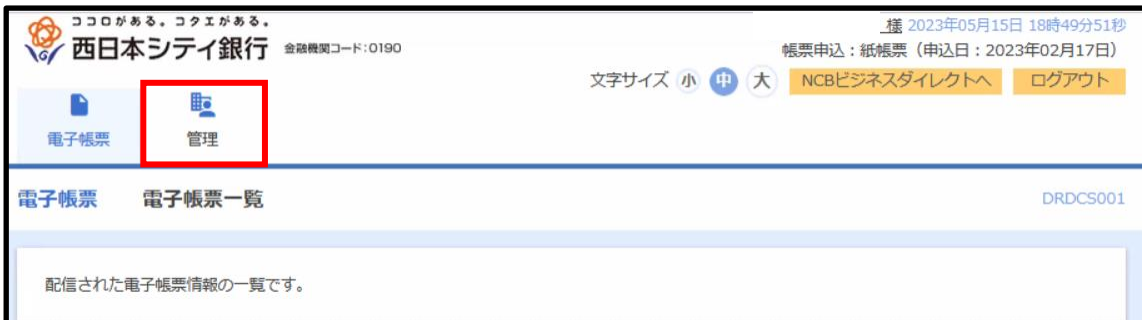 ココロがある。コタエがある。
西日本シティ銀行 金融機関コード:0190
様 2023年05月15日 18時49分51秒
帳票申込:紙帳票(申込日:2023年02月17日)
文字サイズ 小 中 大 NCBビジネスダイレクトへ ログアウト
電子帳票 管理
電子帳票 電子帳票一覧 DRDCS001
配信された電子帳票情報の一覧です。